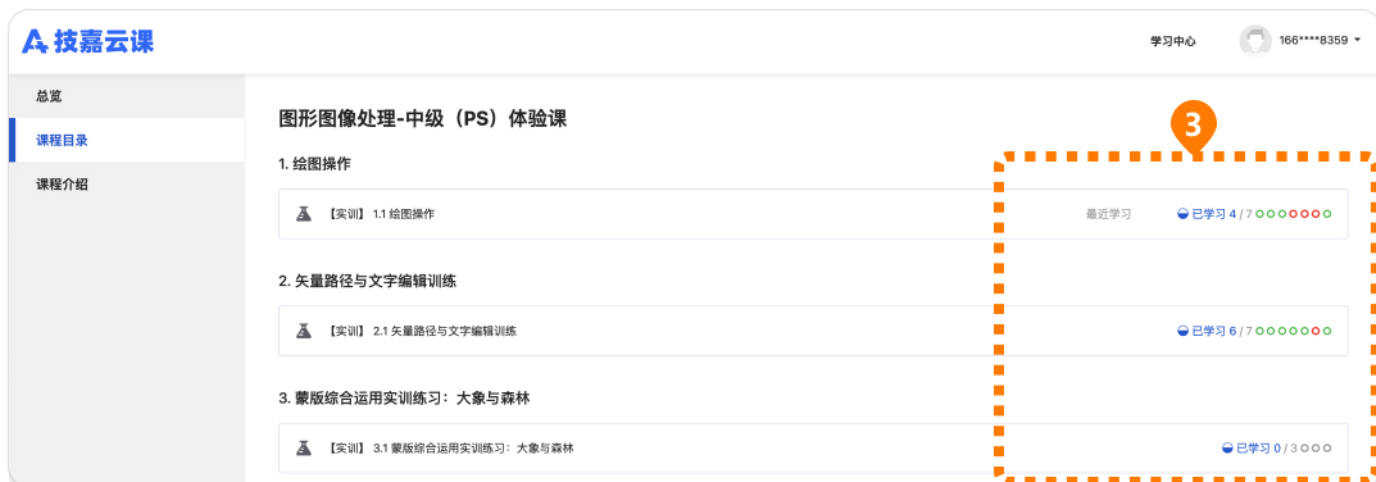 技嘉云课
学习中心
166****8359
总览
课程目录
课程介绍
图形图像处理-中级（PS）体验课
3
1. 绘图操作
【实训】 1.1 绘图操作
最近学习
已学习 4 / 7
2. 矢量路径与文字编辑训练
【实训】 2.1 矢量路径与文字编辑训练
已学习 6 / 7
3. 蒙版综合运用实训练习：大象与森林
【实训】 3.1 蒙版综合运用实训练习：大象与森林
已学习 0 / 3